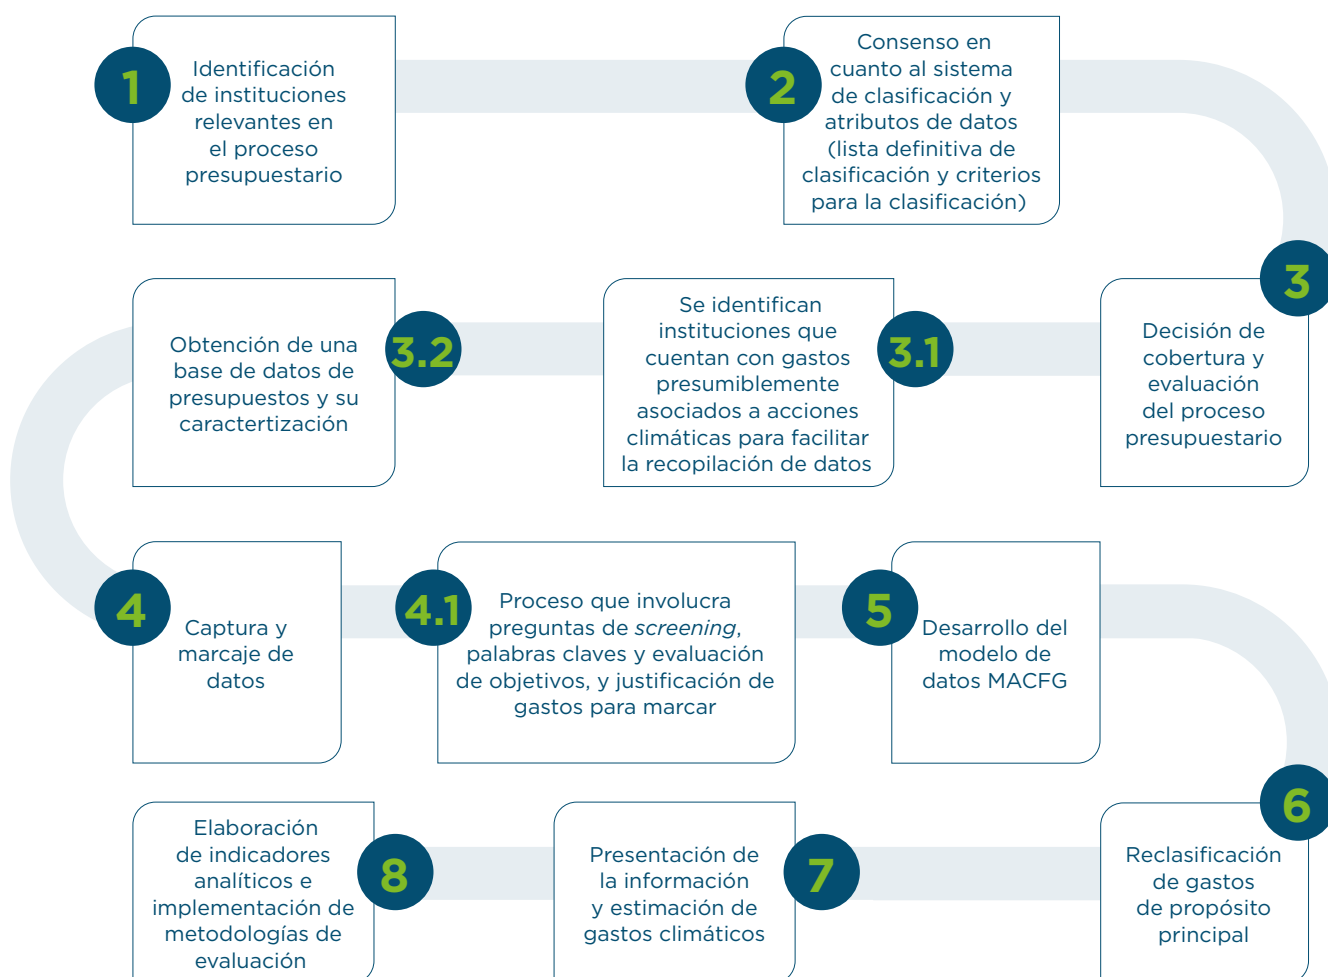 1
Identificación
de instituciones
relevantes en
el proceso
presupuestario
2
Consenso en
cuanto al sistema
de clasificación y
atributos de datos
(lista definitiva de
clasificación y criterios
para la clasificación)
3
Decisión de
cobertura y
evaluación
del proceso
presupuestario
3.1
Se identifican
instituciones que
cuentan con gastos
presumiblemente
asociados a acciones
climáticas para facilitar
la recopilación de datos
3.2
Obtención de una
base de datos de
presupuestos y su
caractertización
4
Captura y
marcaje de
datos
4.1
Proceso que involucra
preguntas de screening,
palabras claves y evaluación
de objetivos, y justificación de
gastos para marcar
5
Desarrollo del
modelo de
datos MACFG
6
Reclasificación
de gastos
de propósito
principal
7
Presentación de
la información
y estimación de
gastos climáticos
8
Elaboración
de indicadores
analíticos e
implementación de
metodologías de
evaluación